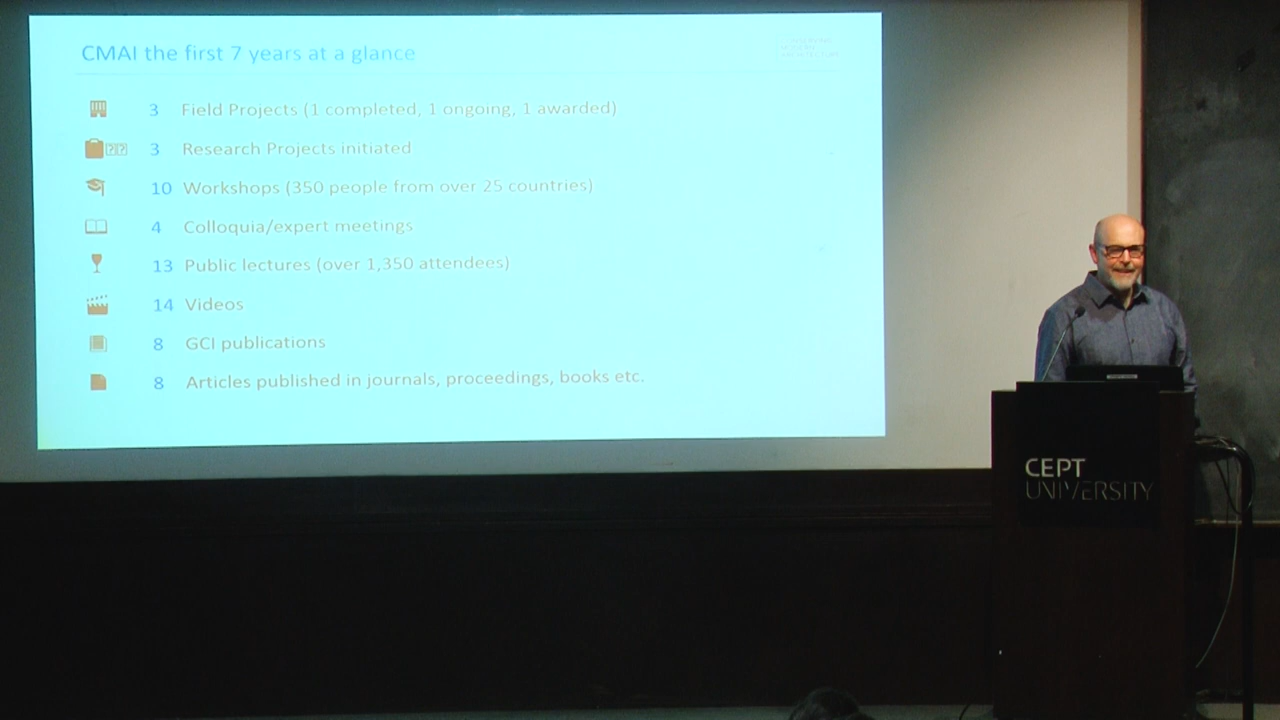 CMAI the first 7 years at a glance
3 Field Projects (1 completed, 1 ongoing, 1 awarded)
3 Research Projects initiated
10 Workshops (350 people from over 25 countries)
4 Colloquia/expert meetings
13 Public lectures (over 1,350 attendees)
14 Videos
8 GCI publications
8 Articles published in journals, proceedings, books etc.
CEPT
UNIVERSITY